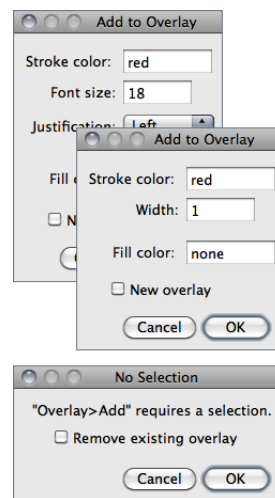 Add to Overlay
Stroke color: red
Font size: 18
Justification: Left
Fill
N
Add to Overlay
Stroke color: red
Width: 1
Fill color: none
New overlay
Cancel OK
No Selection
"Overlay>Add" requires a selection.
Remove existing overlay
Cancel OK